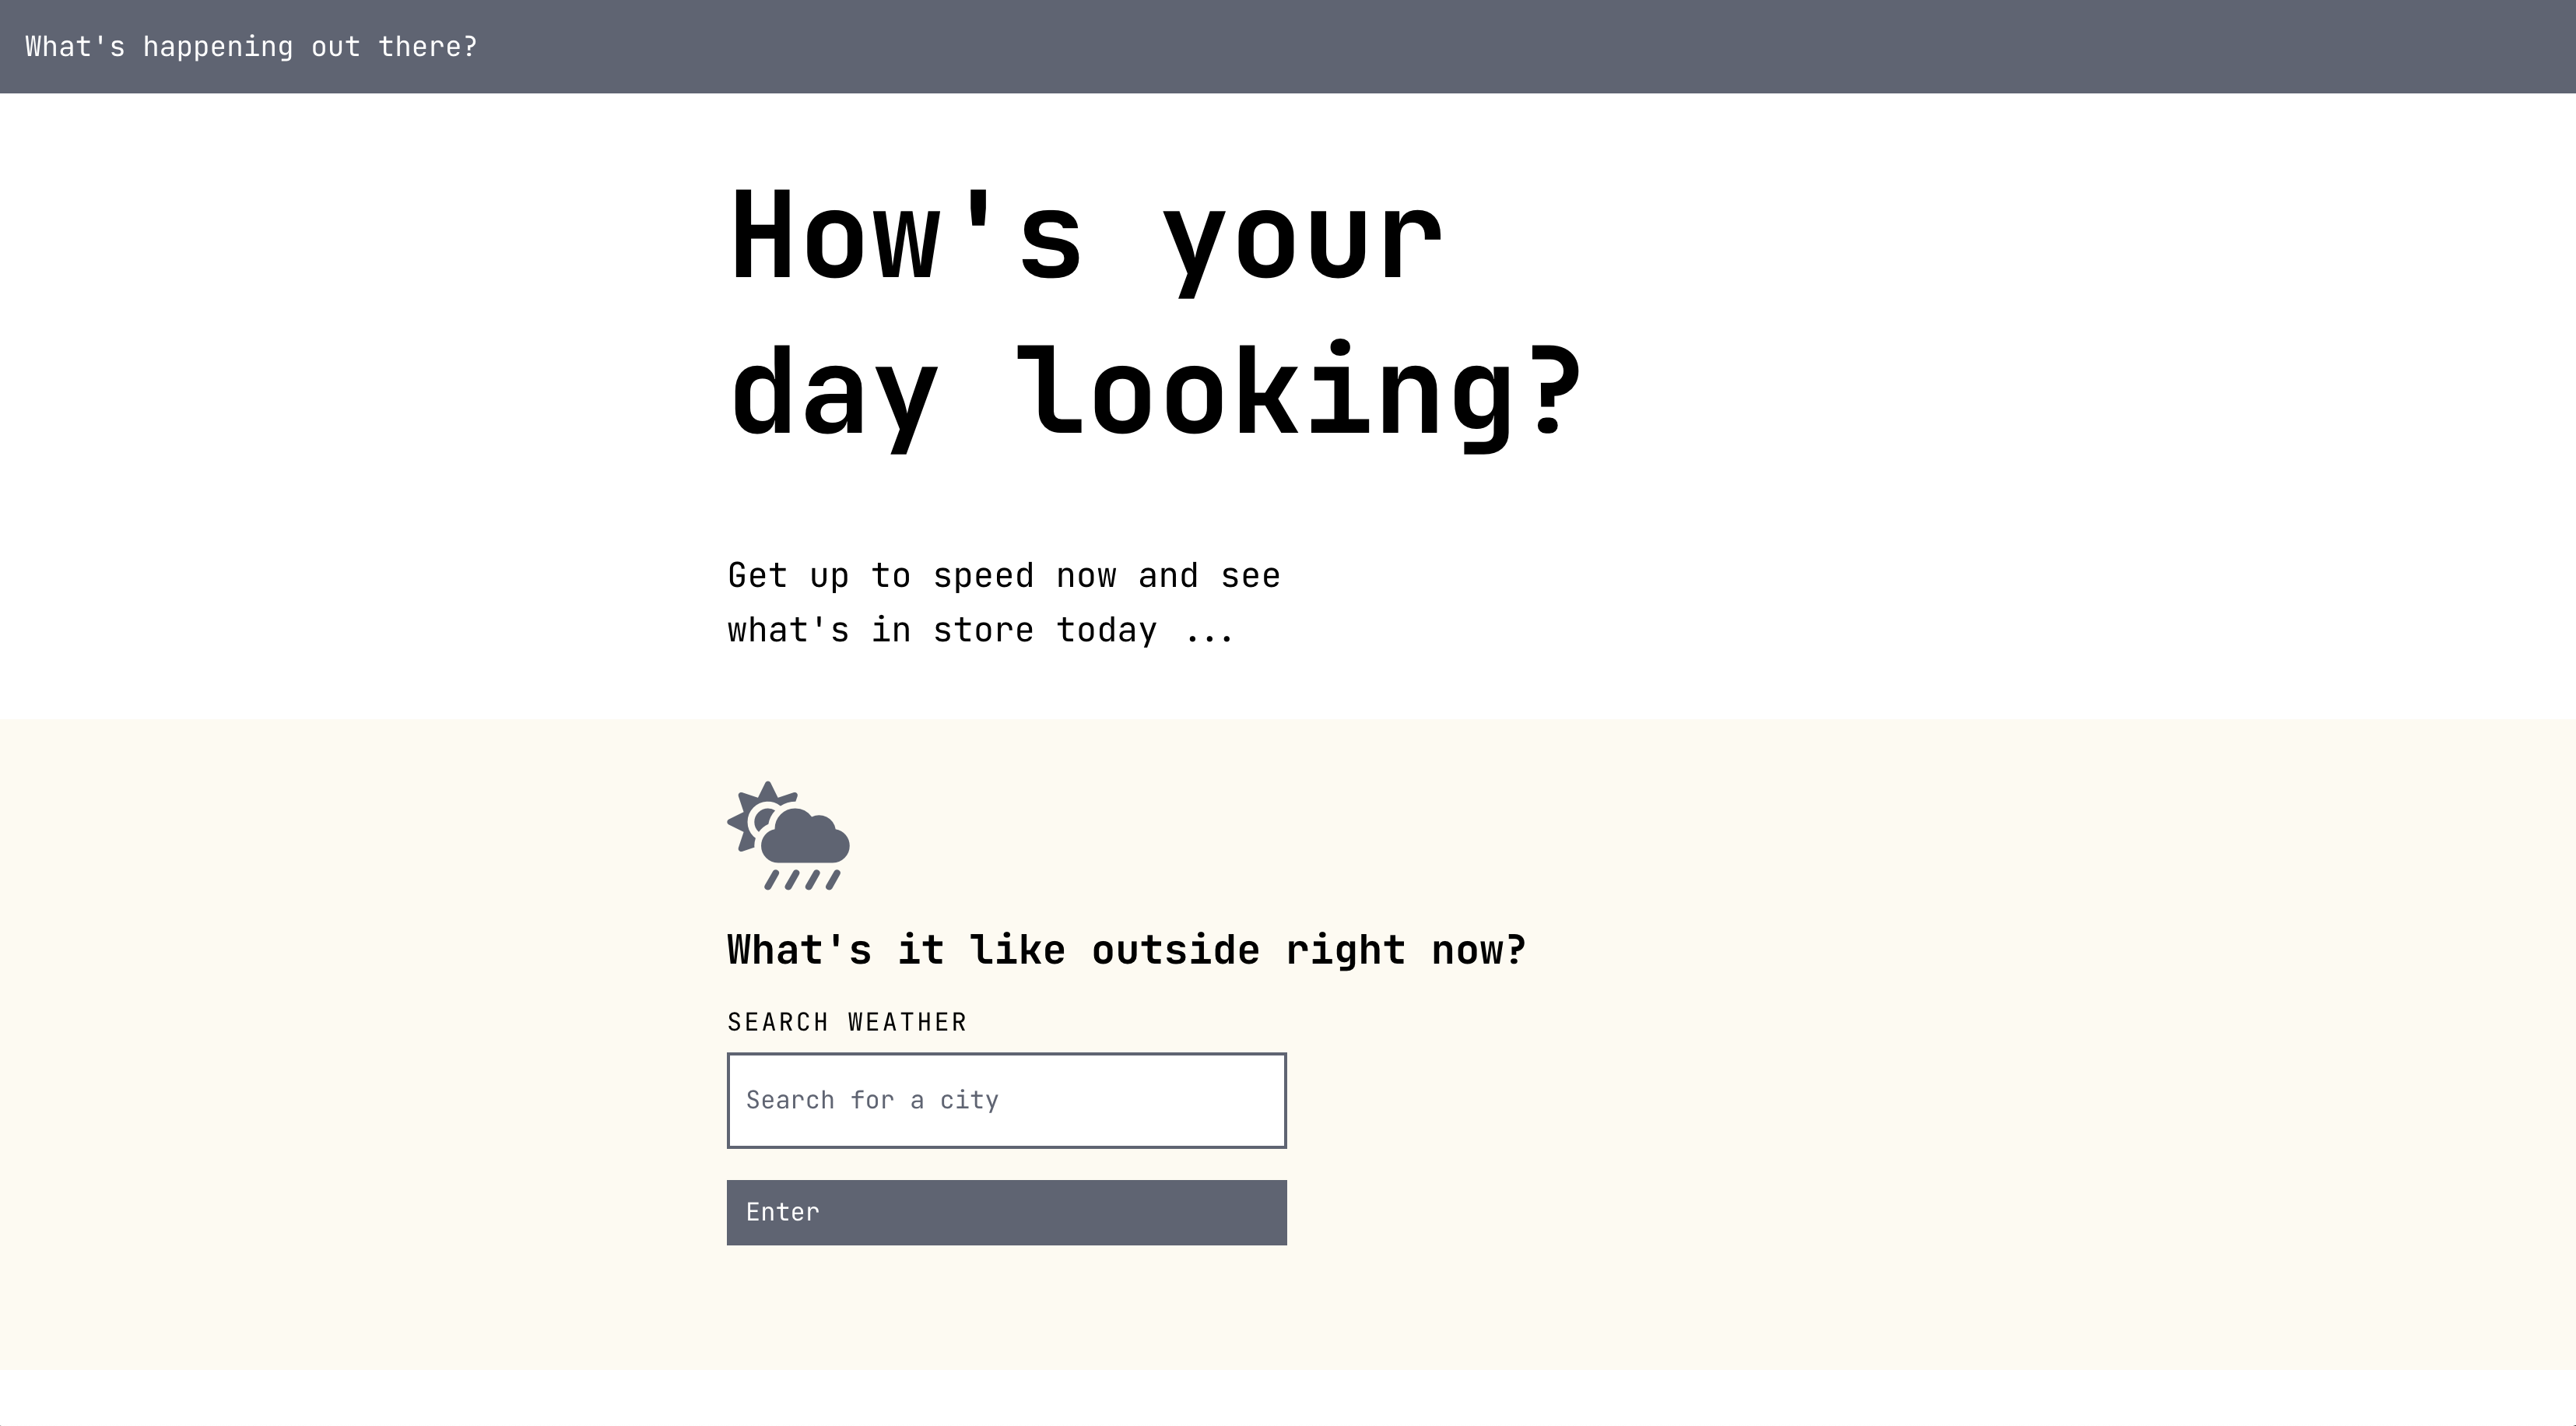 What's happening out there?
How's your
day looking?
Get up to speed now and see
what's in store today ...
What's it like outside right now?
SEARCH WEATHER
Search for a city
Enter